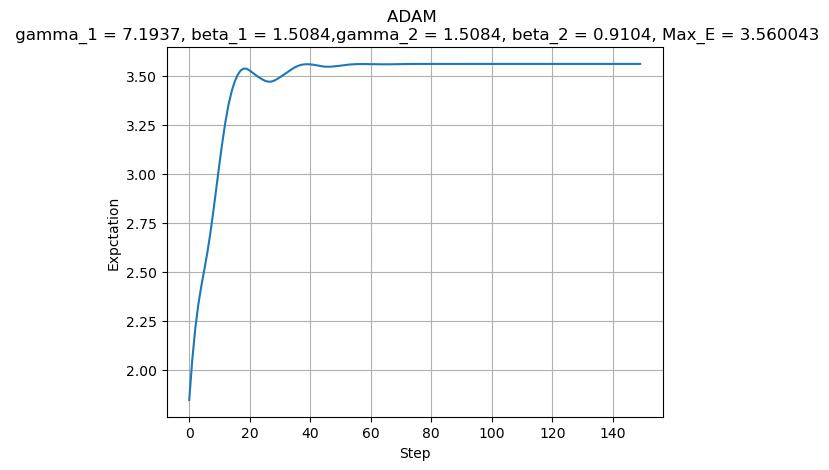 ADAM
gamma_1 = 7.1937, beta_1 = 1.5084,gamma_2 = 1.5084, beta_2 = 0.9104, Max_E = 3.560043
3.50
3.25
3.00
2.75
2.50
2.25
2.00
Expctation
0 20 40 60 80 100 120 140
Step